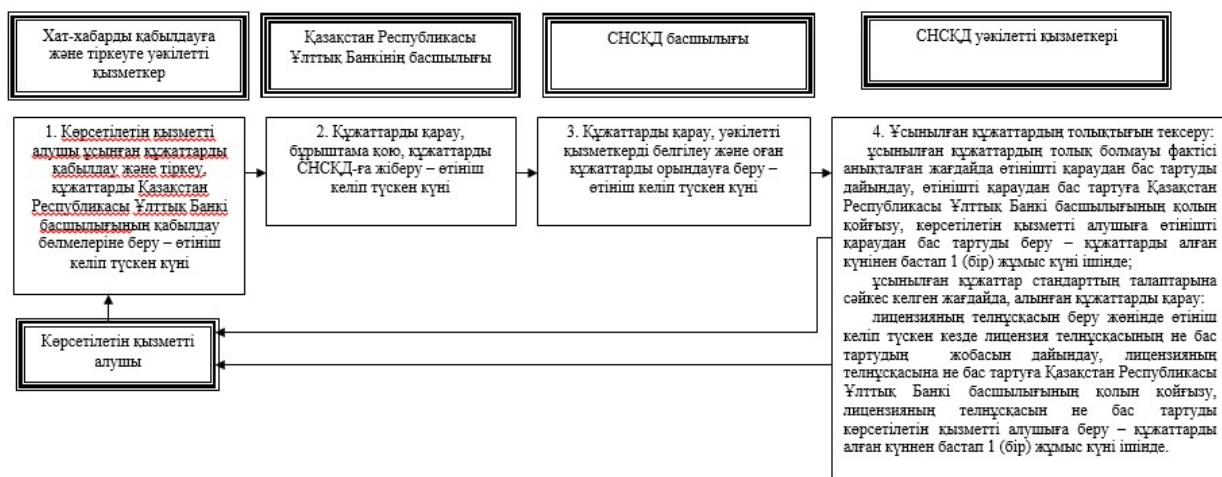 Хат-хабарды қабылдауға
және тіркеуге уәкілетті
қызметкер
Қазақстан Республикасы
Ұлттық Банкінің басшылығы
СНСҚД басшылығы
СНСҚД уәкілетті қызметкері
1. Көрсетілетін қызметті
алушы ұсынған құжаттарды
қабылдау және тіркеу,
құжаттарды Қазақстан
Республикасы Ұлттық Банкі
басшылығының қабылдау
бөлмелеріне беру – өтініш
келіп түскен күні
2. Құжаттарды қарау,
бұрыштама қою, құжаттарды
СНСҚД-ға жіберу – өтініш
келіп түскен күні
3. Құжаттарды қарау, уәкілетті
қызметкерді белгілеу және оған
құжаттарды орындауға беру –
өтініш келіп түскен күні
4. Ұсынылған құжаттардың толықтығын тексеру:
ұсынылған құжаттардың толық болмауы фактісі
анықталған жағдайда өтінішті қараудан бас тартуды
дайындау, өтінішті қараудан бас тартуға Қазақстан
Республикасы Ұлттық Банкі басшылығының қолын
қойғызу, көрсетілетін қызметті алушыға өтінішті
қараудан бас тартуды беру – құжаттарды алған
күнінен бастап 1 (бір) жұмыс күні ішінде;
ұсынылған құжаттар стандарттың талаптарына
сәйкес келген жағдайда, алынған құжаттарды қарау:
лицензияның телнұсқасын беру жөнінде өтініш
келіп түскен кезде лицензия телнұсқасының не бас
тартудың жобасын дайындау, лицензияның
телнұсқасына не бас тартуға Қазақстан Республикасы
Ұлттық Банкі басшылығының қолын қойғызу,
лицензияның телнұсқасын не бас тартуды
көрсетілетін қызметті алушыға беру – құжаттарды
алған күннен бастап 1 (бір) жұмыс күні ішінде.
Көрсетілетін қызметті
алушы